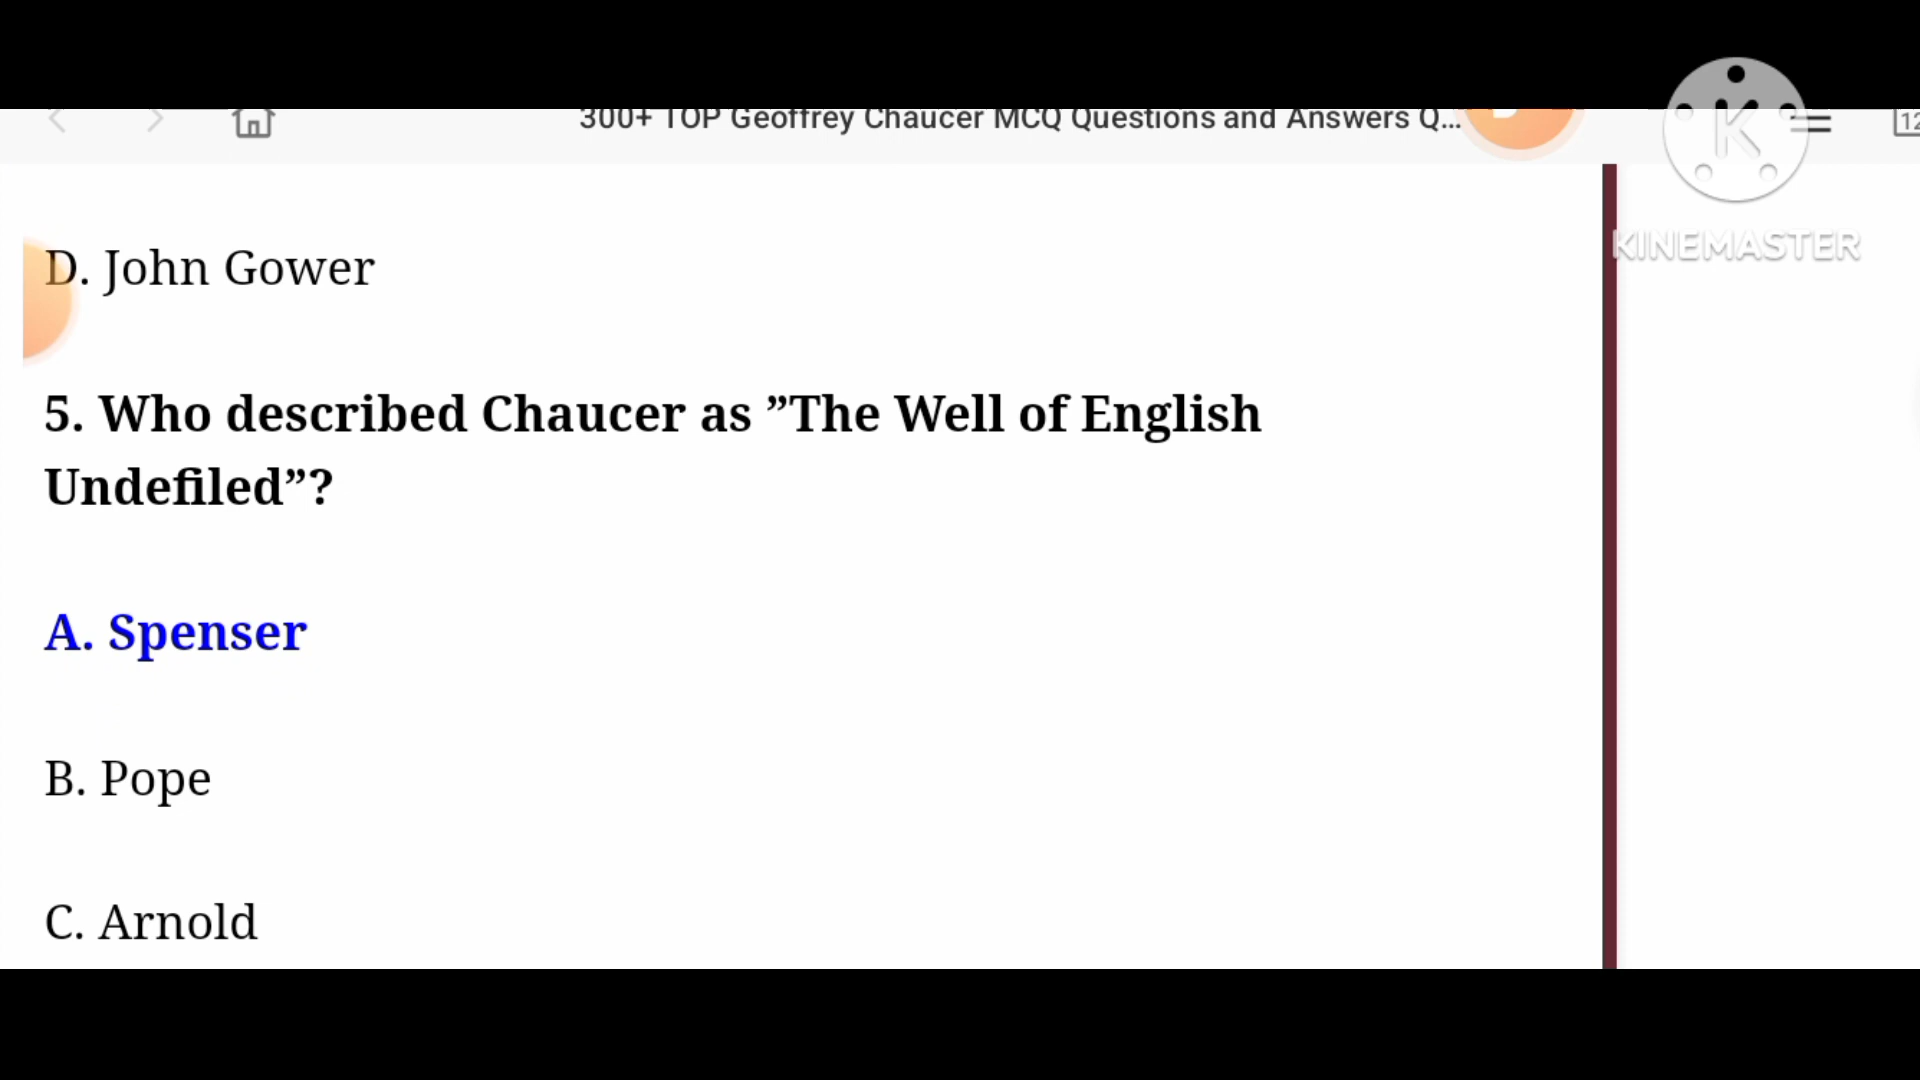 300+ TOP Geoffrey Chaucer MCQ Questions and Answers Q...
12
K
KINEMASTER
D. John Gower
5. Who described Chaucer as ”The Well of English
Undefiled”?
A. Spenser
B. Pope
C. Arnold